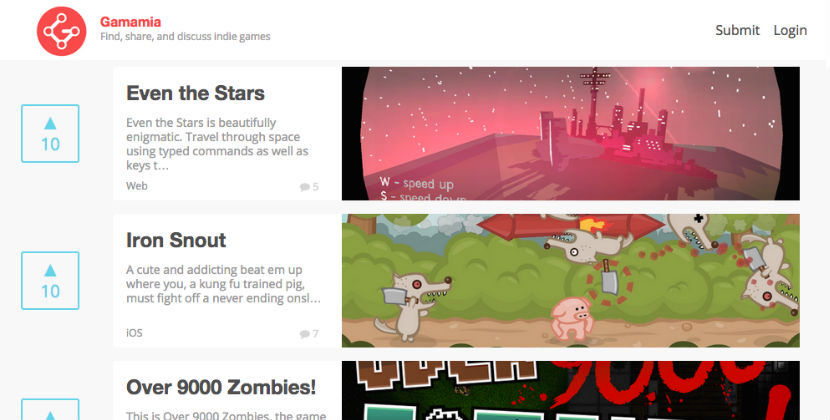 Gamamia
Find, share, and discuss indie games
Submit Login
10
Even the Stars
Even the Stars is beautifully
enigmatic. Travel through space
using typed commands as well as
keys t...
Web 5
W - speed up
S - speed down
10
Iron Snout
A cute and addicting beat em up
where you, a kung fu trained pig,
must fight off a never ending onsl...
iOS 7
Over 9000 Zombies!
This is Over 9000 Zombies, the game
9000